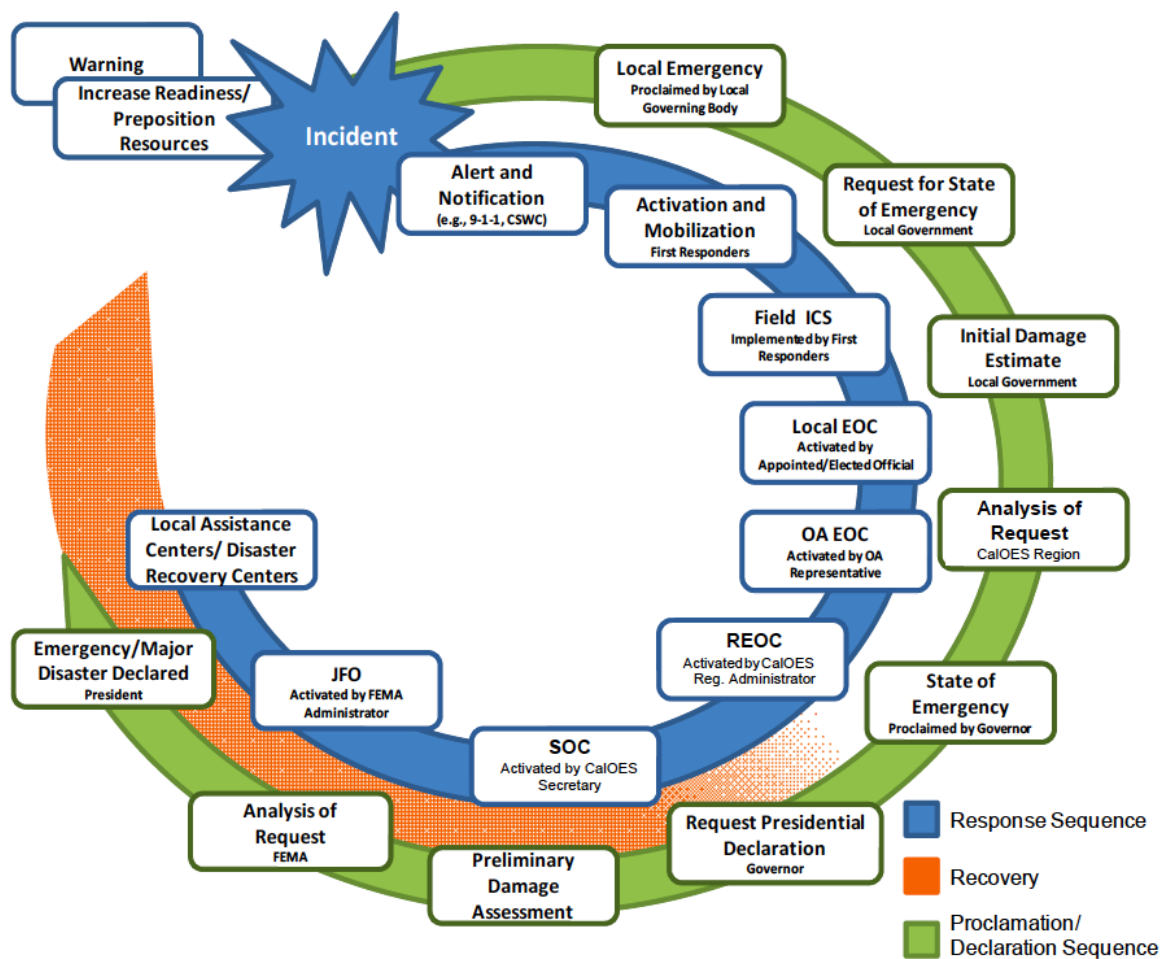 Warning
Increase Readiness/
Preposition
Resources
Incident
Local Emergency
Proclaimed by Local
Governing Body
Alert and
Notification
(e.g., 9-1-1, CSWC)
Activation and
Mobilization
First Responders
Request for State
of Emergency
Local Government
Field ICS
Implemented by First
Responders
Initial Damage
Estimate
Local Government
Local EOC
Activated by
Appointed/Elected Official
Analysis of
Request
CalOES Region
OA EOC
Activated by OA
Representative
Local Assistance
Centers/ Disaster
Recovery Centers
REOC
Activated by CalOES
Reg. Administrator
Emergency/Major
Disaster Declared
President
JFO
Activated by FEMA
Administrator
State of
Emergency
Proclaimed by Governor
SOC
Activated by CalOES
Secretary
Analysis of
Request
FEMA
Request Presidential
Declaration
Governor
Preliminary
Damage
Assessment
Response Sequence
Recovery
Proclamation/
Declaration Sequence